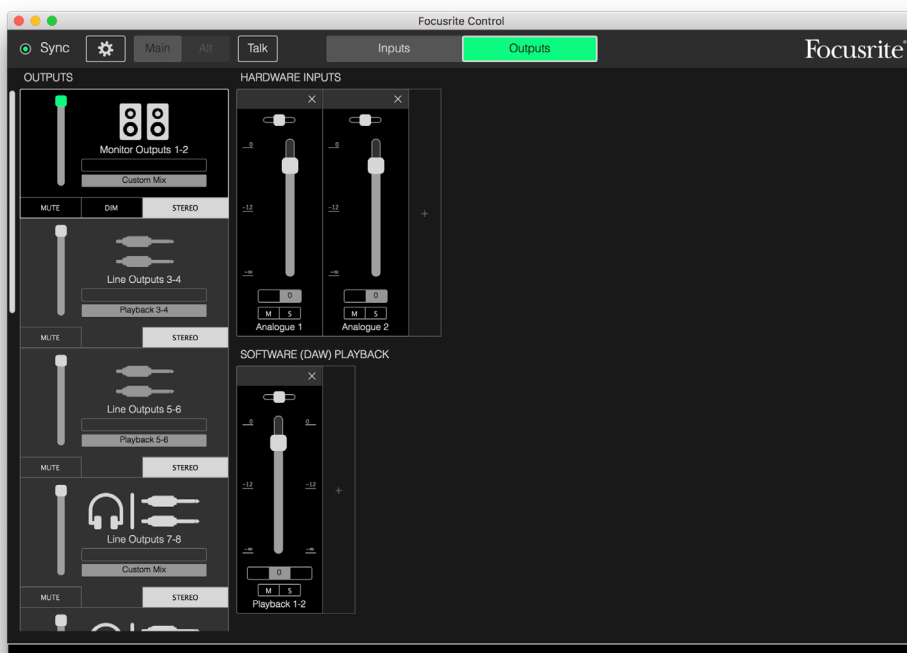 Focusrite Control
Sync
Main
Alt
Talk
Inputs
Outputs
Focusrite®
OUTPUTS
Monitor Outputs 1-2
Custom Mix
MUTE
DIM
STEREO
Line Outputs 3-4
Playback 3-4
MUTE
STEREO
Line Outputs 5-6
Playback 5-6
MUTE
STEREO
Line Outputs 7-8
Custom Mix
MUTE
STEREO
HARDWARE INPUTS
0
-12
-∞
0
M S
Analogue 1
0
-12
-∞
0
M S
Analogue 2
+
SOFTWARE (DAW) PLAYBACK
0 0
-12 -12
-∞ -∞
0
M S
Playback 1-2
+